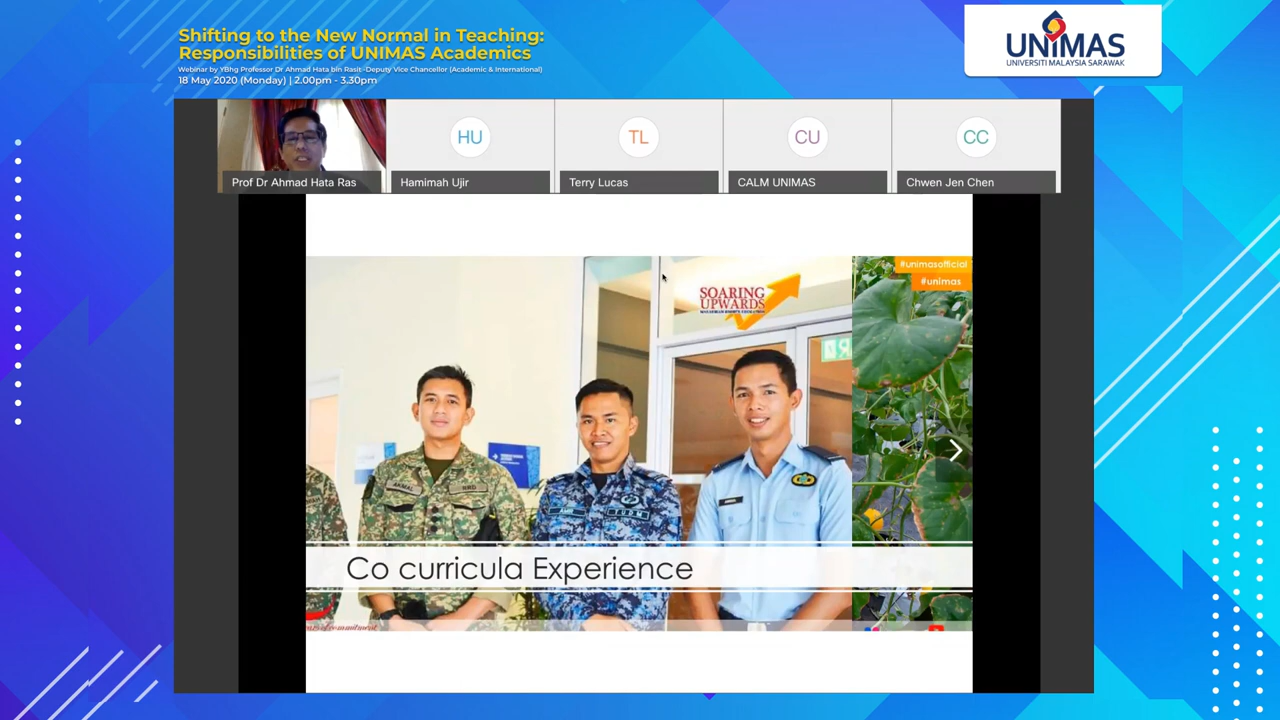 Shifting to the New Normal in Teaching:
Responsibilities of UNIMAS Academics
Webinar by YBhg Professor Dr Ahmad Hata bin Rasit -Deputy Vice Chancellor (Academic & International)
18 May 2020 (Monday) | 2.00pm - 3.30pm
UNIMAS
UNIVERSITI MALAYSIA SARAWAK
HU
TL
CU
CC
Prof Dr Ahmad Hata Ras
Hamimah Ujir
Terry Lucas
CALM UNIMAS
Chwen Jen Chen
#unimasofficial
#unimas
SOARING
UPWARDS
AKMAL
TUDM
Co curricula Experience
commitment